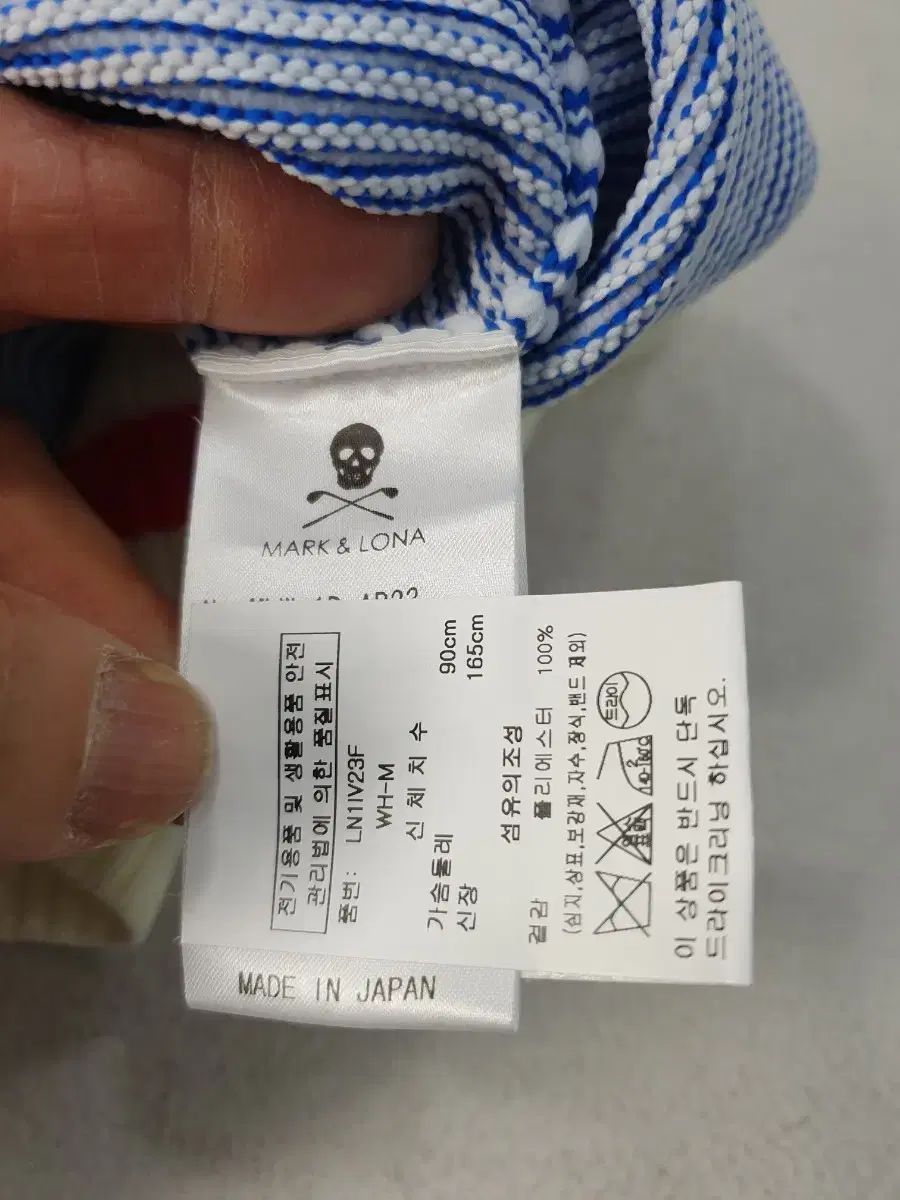 MARK & LONA
전기용품 및 생활용품 안전
관리법에 의한 품질표시
품번: LN1IV23F
WH-M
신 체 치 수
가슴둘레 90cm
신장 165cm
섬유의조성
겉감 폴리에스터 100%
(심지,상표,보강재,자수,장식,밴드 제외)
드라이
이 상품은 반드시 단독
드라이크리닝 하십시오.
MADE IN JAPAN